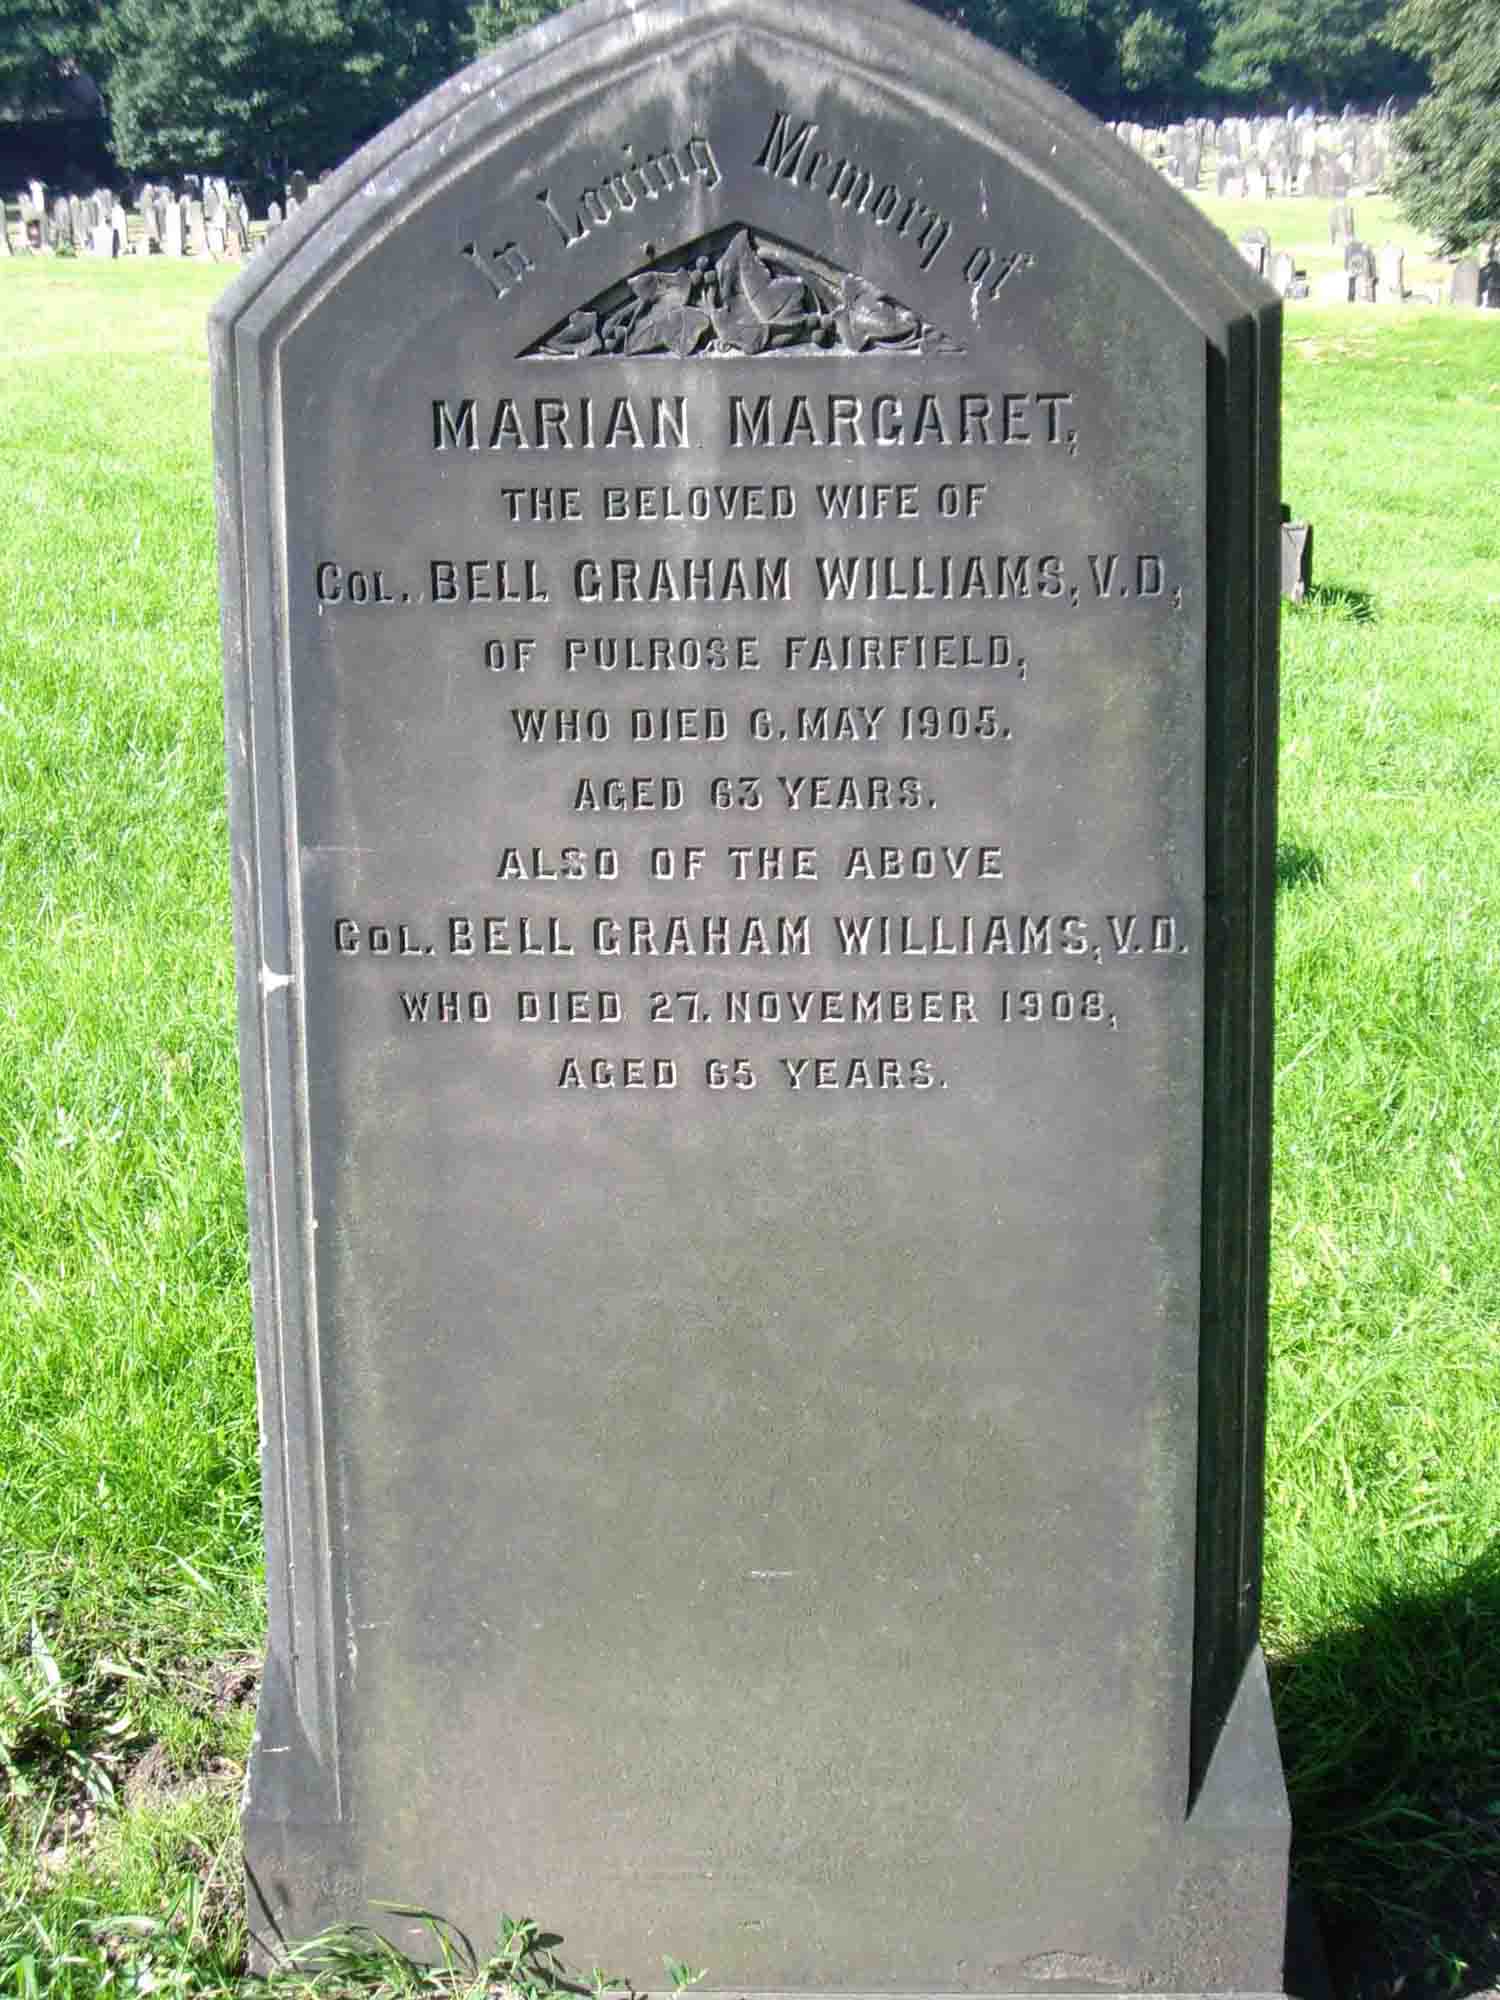 In Loving Memory of
MARIAN MARGARET,
THE BELOVED WIFE OF
COL. BELL GRAHAM WILLIAMS, V.D,
OF PULROSE FAIRFIELD,
WHO DIED 6. MAY 1905.
AGED 63 YEARS.
ALSO OF THE ABOVE
COL. BELL GRAHAM WILLIAMS, V.D.
WHO DIED 27. NOVEMBER 1908,
AGED 65 YEARS.